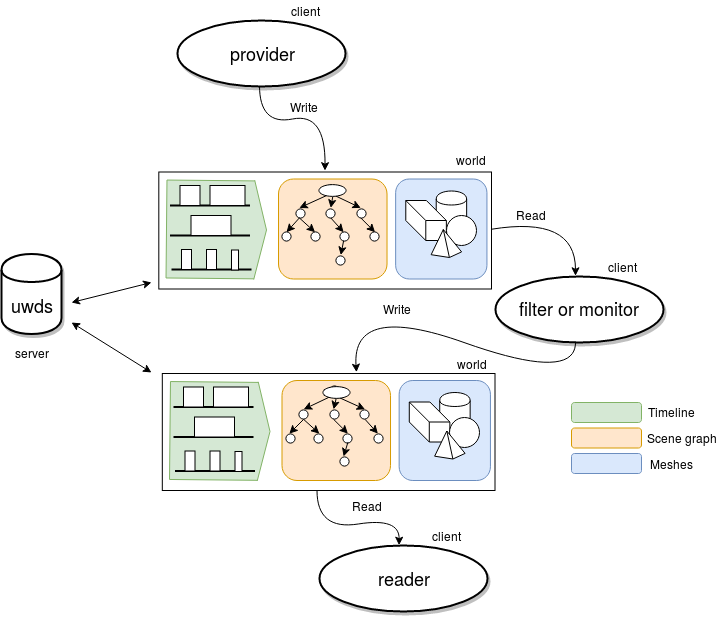 client
provider
Write
world
Read
client
uwds
filter or monitor
Write
server
world
Timeline
Scene graph
Meshes
Read
client
reader